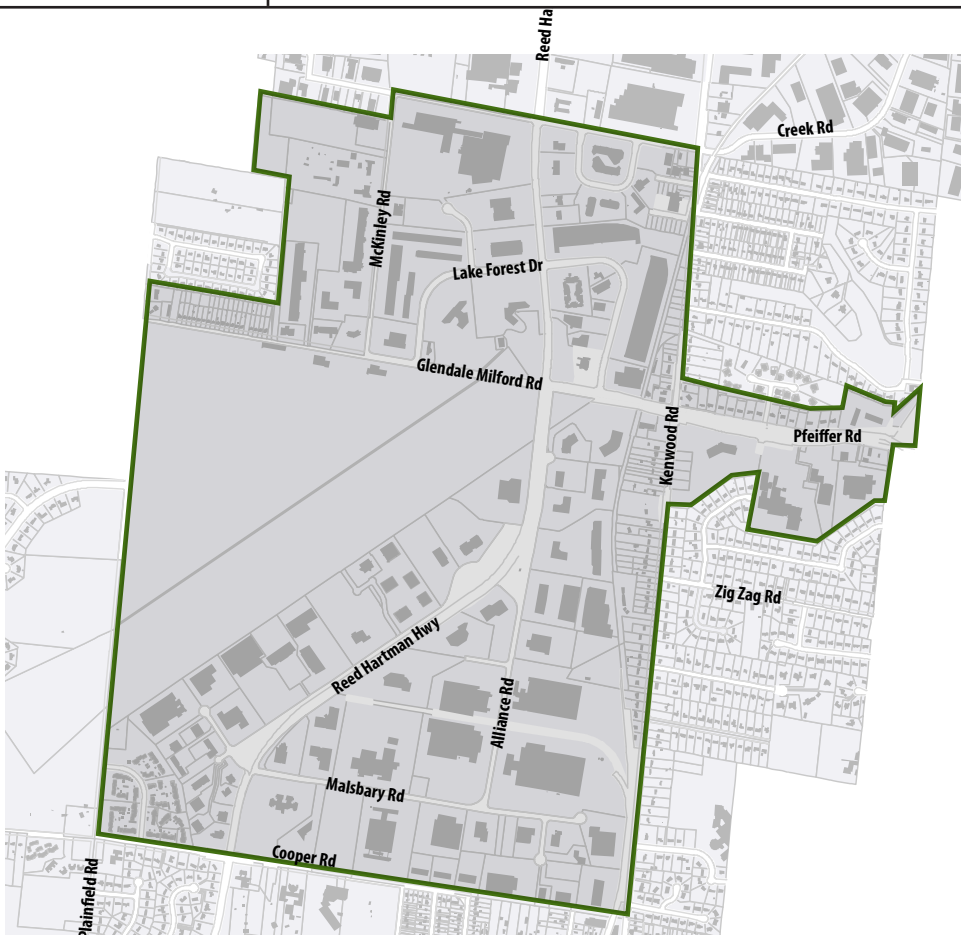 Reed Ha
Creek Rd
McKinley Rd
Lake Forest Dr
Glendale Milford Rd
Kenwood Rd
Pfeiffer Rd
Zig Zag Rd
Reed Hartman Hwy
Alliance Rd
Malsbary Rd
Cooper Rd
Plainfield Rd